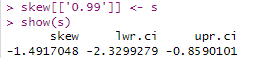 > skew[['0.99']] <- s
> show(s)
skew lwr.ci upr.ci
-1.4917048 -2.3299279 -0.8590101